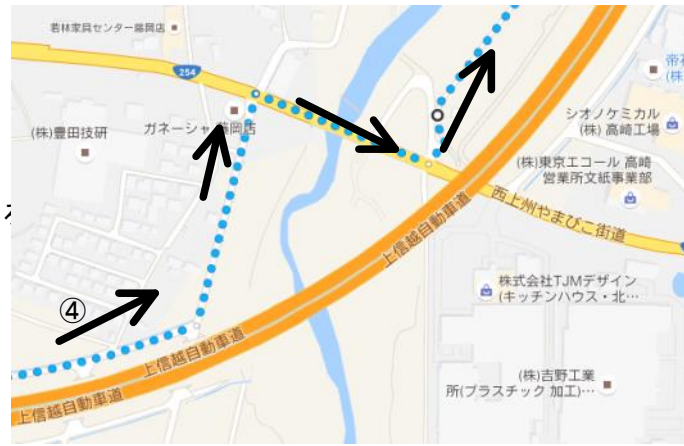 若林家具センター藤岡店
254
(株)豊田技研
ガネーシャ 藤岡店
シオノケミカル
(株) 高崎工場
(株)東京エコール 高崎
営業所文紙事業部
西上州やまびこ街道
上信越自動車道
株式会社TJMデザイン
(キッチンハウス・北…
④
上信越自動車道
上信越自動車道
(株)吉野工業
所(プラスチック 加工)…